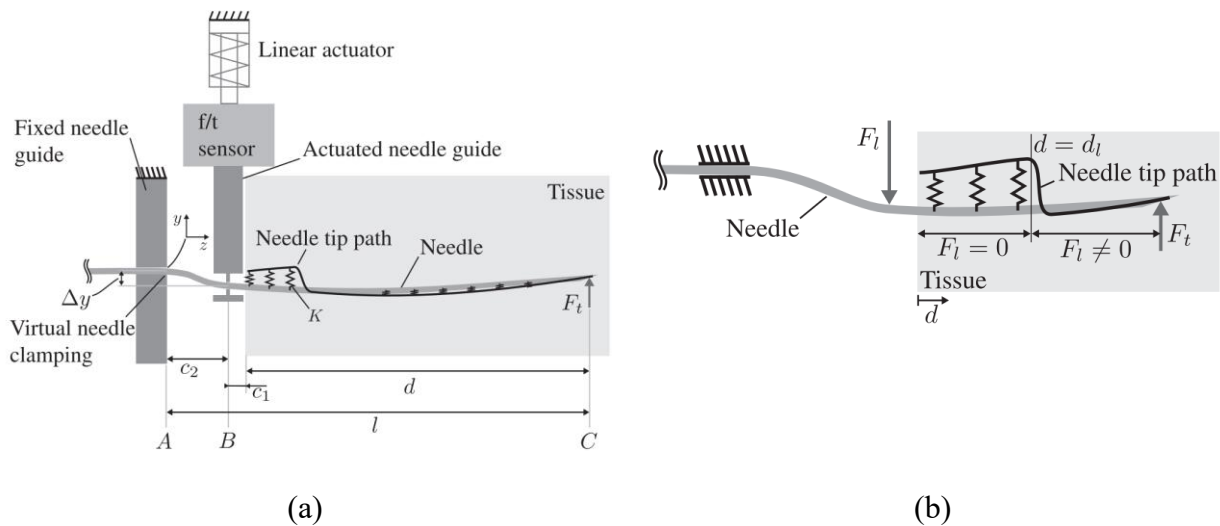 Linear actuator
f/t
sensor
Fixed needle
guide
Actuated needle guide
Tissue
y
z
Needle tip path
Needle
Δy
K
F_t
Virtual needle
clamping
c_2
c_1
d
l
A
B
C
(a)
F_l
d = d_l
Needle tip path
Needle
F_l = 0
F_l ≠ 0
F_t
Tissue
d
(b)